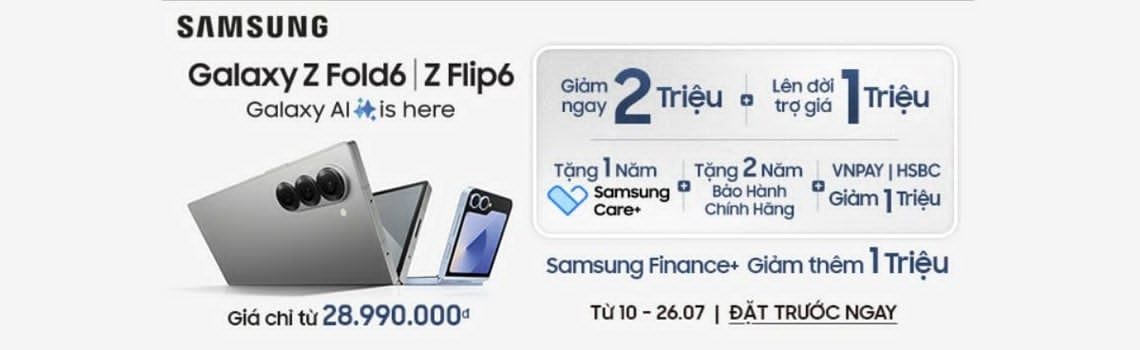 SAMSUNG
Galaxy Z Fold6 | Z Flip6
Galaxy AI is here
Giá chỉ từ 28.990.000đ
Giảm ngay 2 Triệu
Lên đời trợ giá 1 Triệu
Tặng 1 Năm
Samsung
Care+
Tặng 2 Năm
Bảo Hành
Chính Hãng
VNPAY | HSBC
Giảm 1 Triệu
Samsung Finance+ Giảm thêm 1 Triệu
Từ 10 - 26.07 | ĐẶT TRƯỚC NGAY